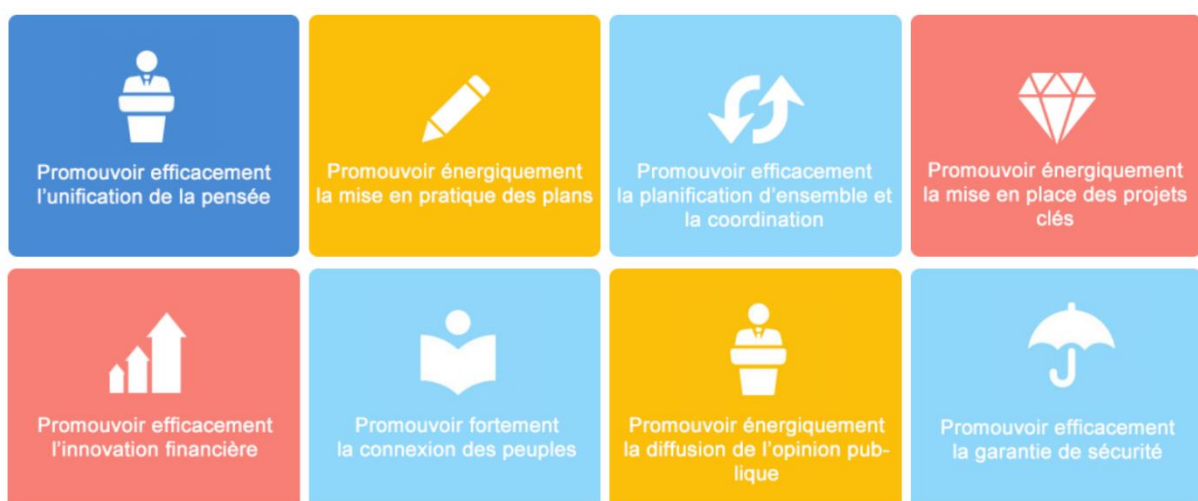 Promouvoir efficacement
l'unification de la pensée
Promouvoir énergiquement
la mise en pratique des plans
Promouvoir efficacement
la planification d'ensemble et
la coordination
Promouvoir énergiquement
la mise en place des projets
clés
Promouvoir efficacement
l'innovation financière
Promouvoir fortement
la connexion des peuples
Promouvoir énergiquement
la diffusion de l'opinion pub-
lique
Promouvoir efficacement
la garantie de sécurité